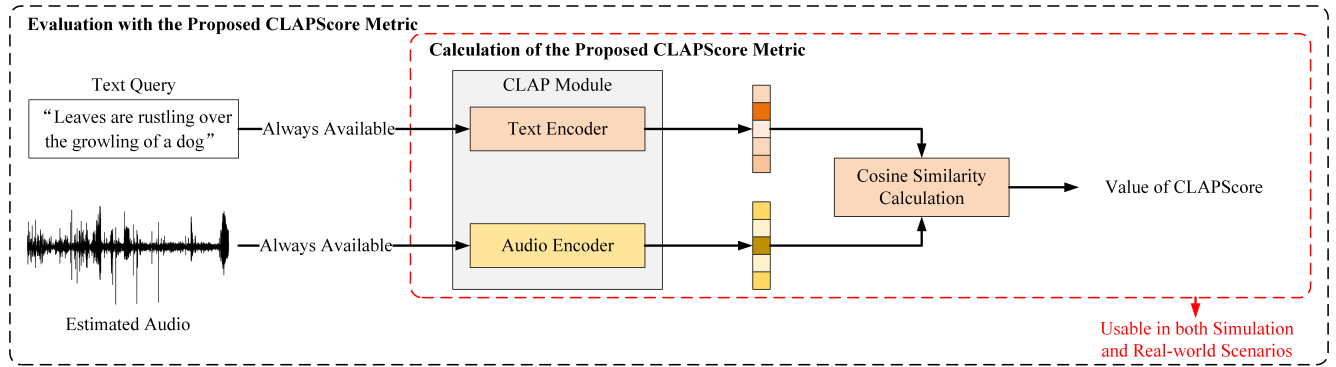 Evaluation with the Proposed CLAPScore Metric
Calculation of the Proposed CLAPScore Metric
Text Query
“Leaves are rustling over
the growling of a dog”
Always Available
CLAP Module
Text Encoder
Cosine Similarity
Calculation
Value of CLAPScore
Always Available
Audio Encoder
Estimated Audio
Usable in both Simulation
and Real-world Scenarios